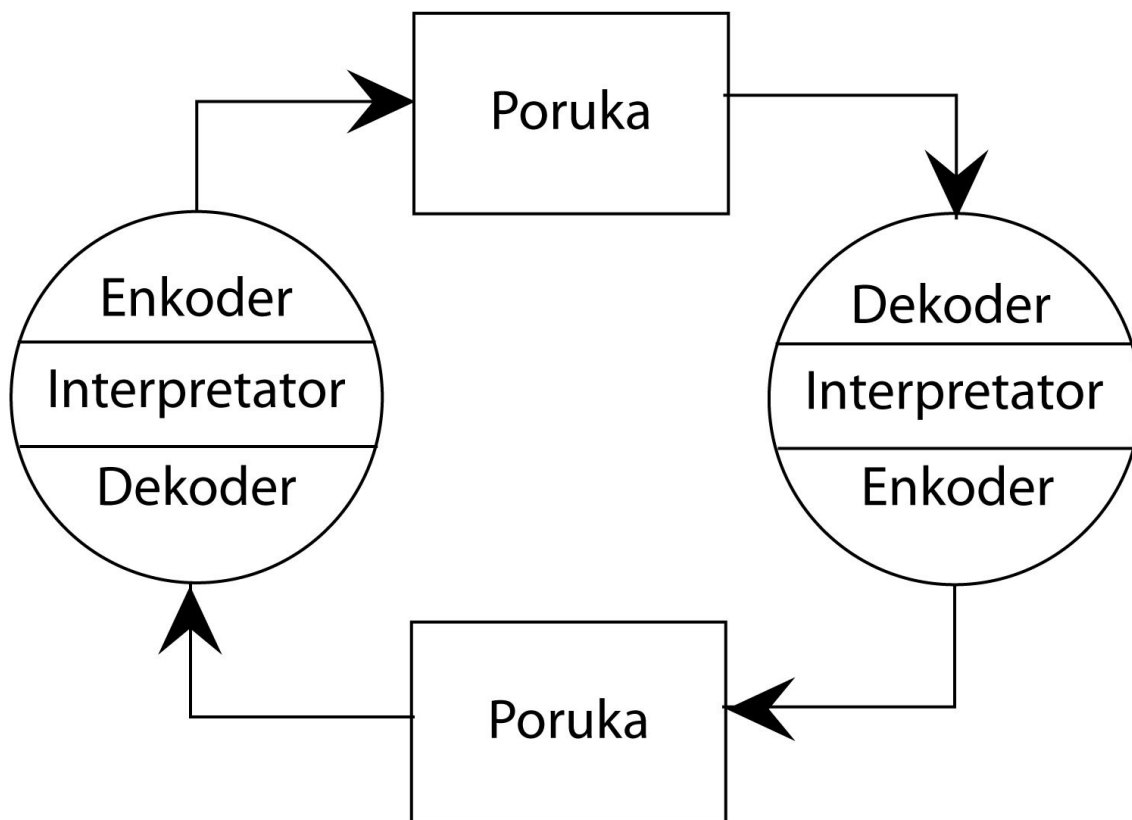 Poruka
Enkoder
Interpretator
Dekoder
Dekoder
Interpretator
Enkoder
Poruka